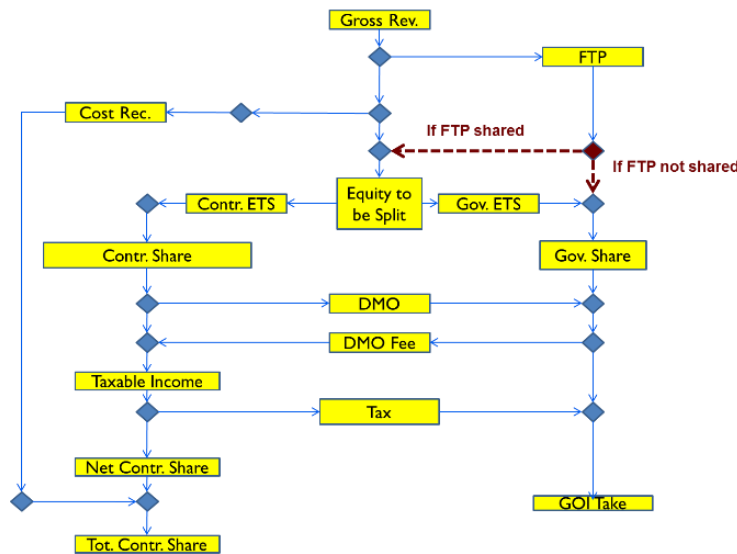 Gross Rev.
FTP
Cost Rec.
If FTP shared
If FTP not shared
Contr. ETS
Equity to
be Split
Gov. ETS
Contr. Share
Gov. Share
DMO
DMO Fee
Taxable Income
Tax
Net Contr. Share
GOI Take
Tot. Contr. Share